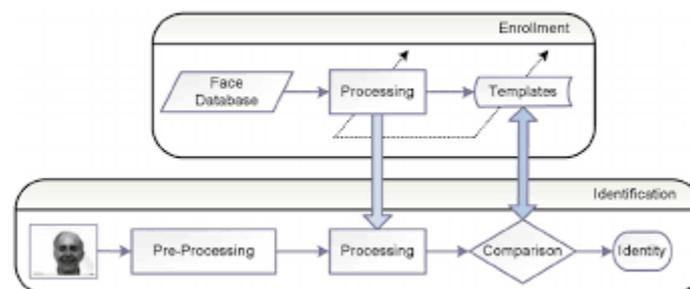 Enrollment
Face
Database
Processing
Templates
Identification
Pre-Processing
Processing
Comparison
Identity